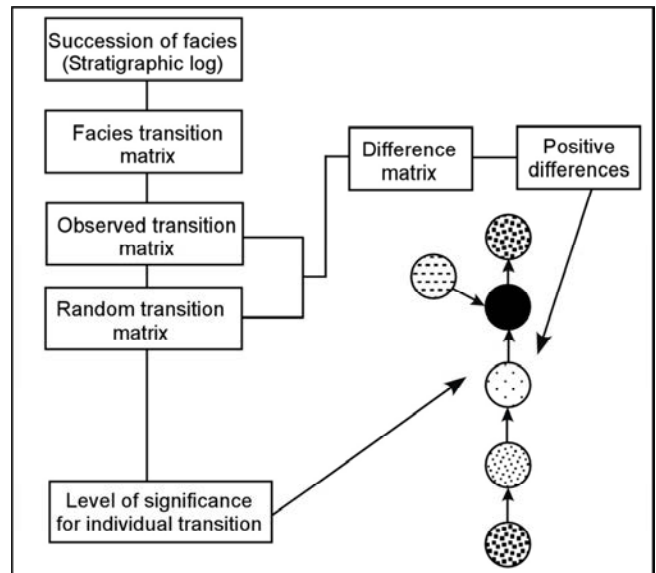 Succession of facies
(Stratigraphic log)
Facies transition
matrix
Observed transition
matrix
Random transition
matrix
Level of significance
for individual transition
Difference
matrix
Positive
differences